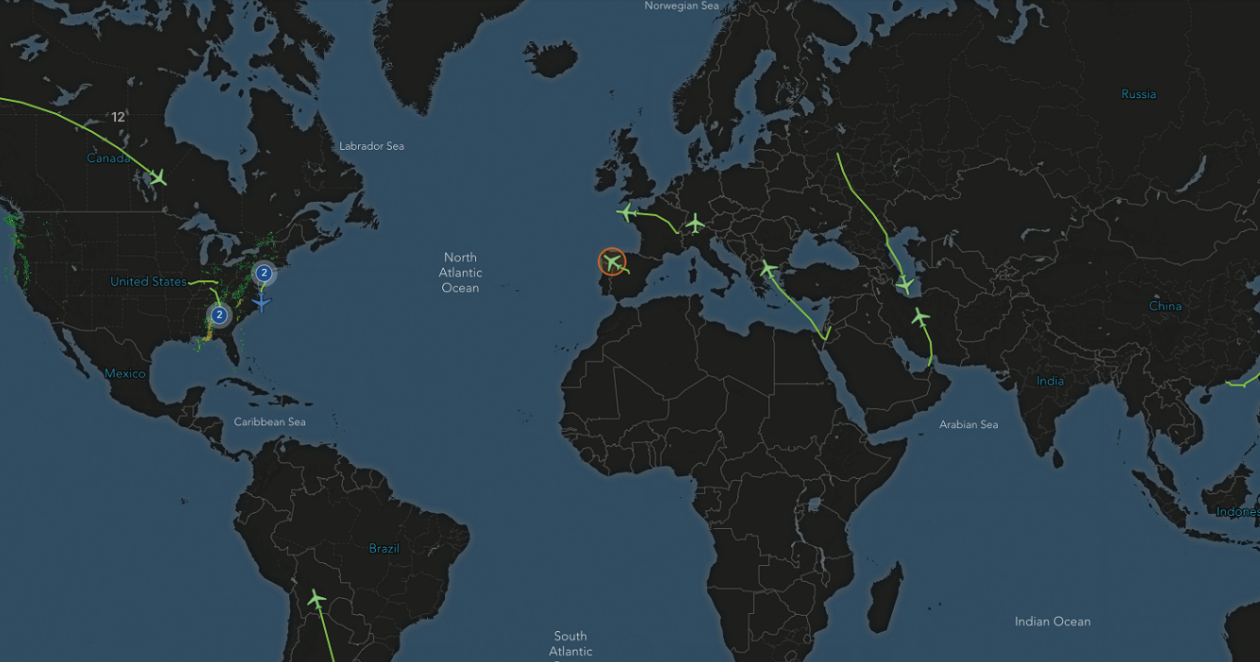 Norwegian Sea
Russia
12
Labrador Sea
Canada
North
Atlantic
Ocean
2
United States
China
2
Mexico
India
Caribbean Sea
Arabian Sea
Indones
Brazil
Indian Ocean
South
Atlantic